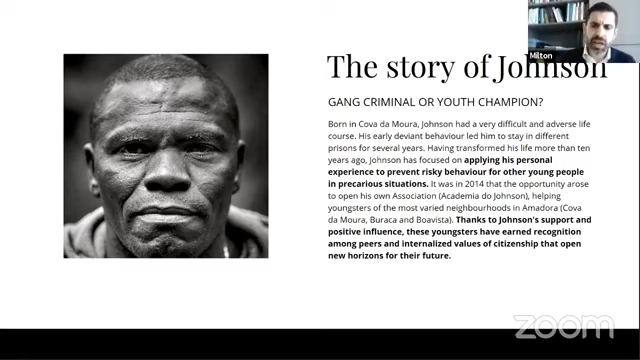 Milton
The story of Johnson
GANG CRIMINAL OR YOUTH CHAMPION?
Born in Cova da Moura, Johnson had a very difficult and adverse life
course. His early deviant behaviour led him to stay in different
prisons for several years. Having transformed his life more than ten
years ago, Johnson has focused on applying his personal
experience to prevent risky behaviour for other young people
in precarious situations. It was in 2014 that the opportunity arose
to open his own Association (Academia do Johnson), helping
youngsters of the most varied neighbourhoods in Amadora (Cova
da Moura, Buraca and Boavista). Thanks to Johnson's support and
positive influence, these youngsters have earned recognition
among peers and internalized values of citizenship that open
new horizons for their future.
zoom